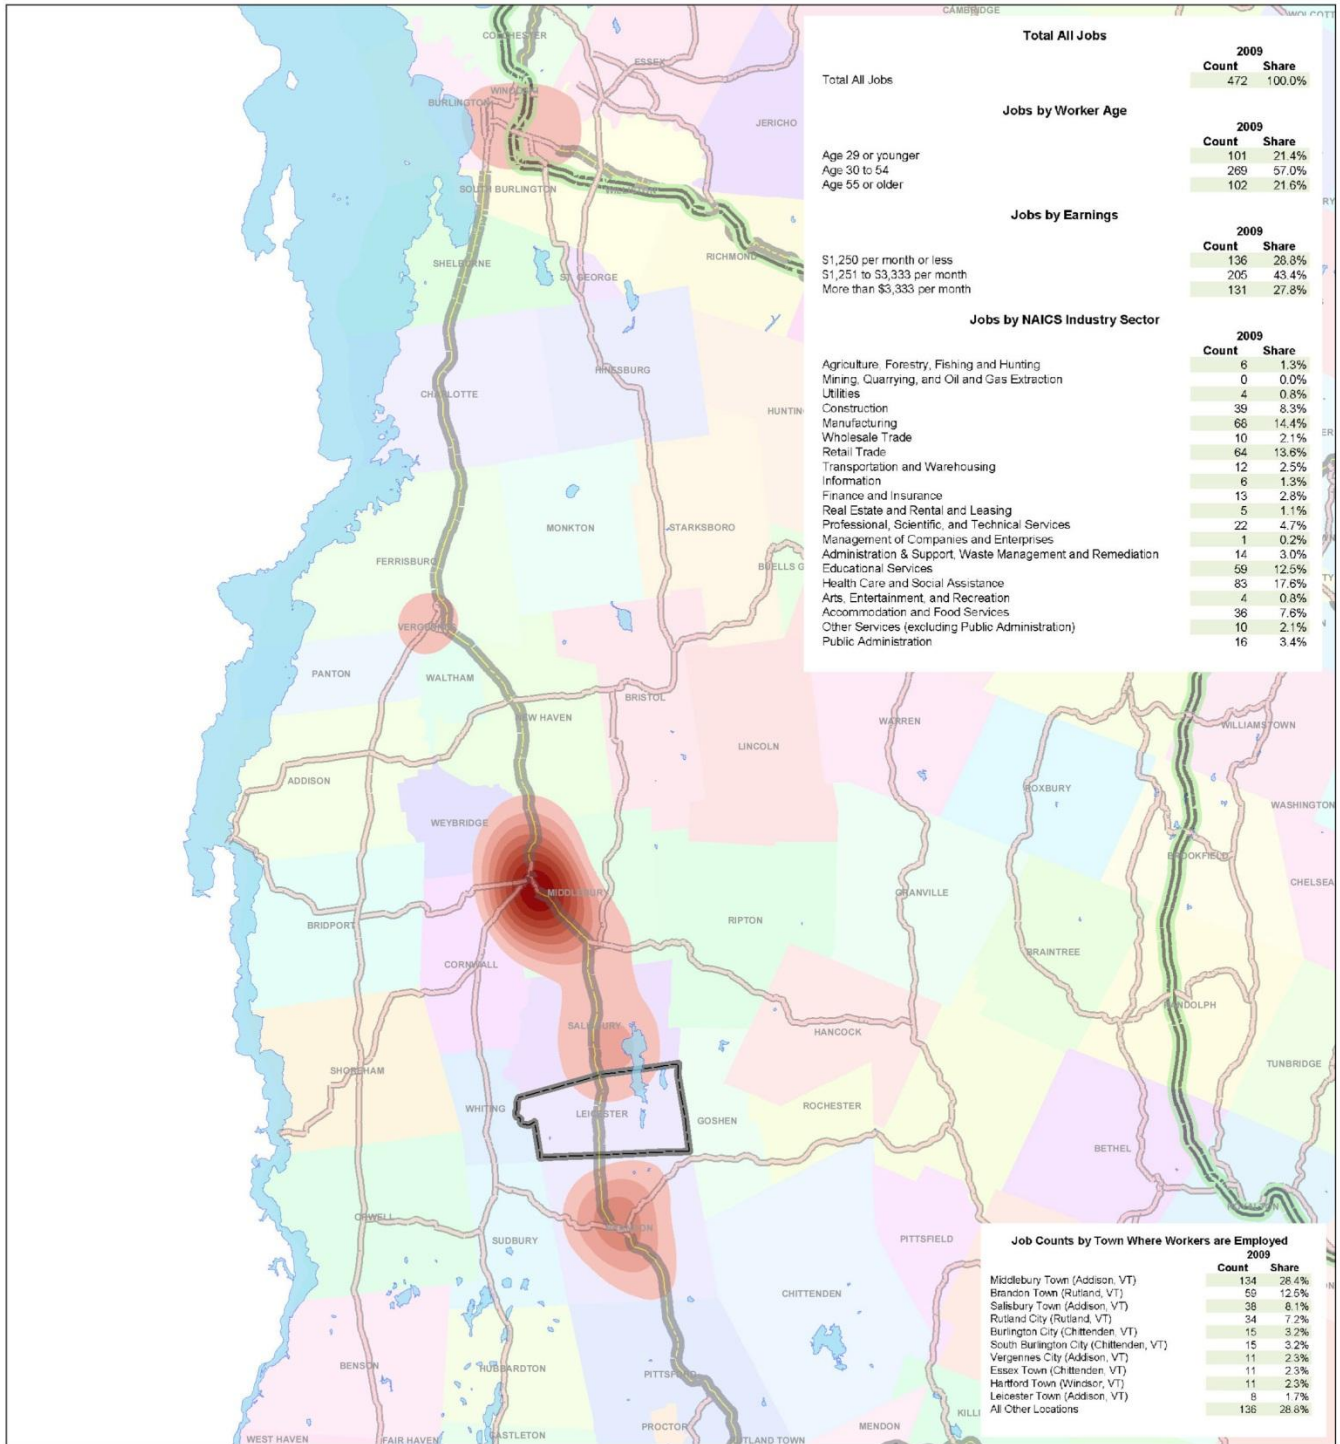 CAMBRIDGE
COLCHESTER
ESSEX
WINOOSKI
BURLINGTON
JERICHO
SOUTH BURLINGTON
WILLISTON
SHELBURNE
ST. GEORGE
RICHMOND
HINESBURG
CHARLOTTE
HUNTIN
MONKTON
STARKSBORO
FERRISBURG
BUELLS G
VERGENNES
PANTON
WALTHAM
BRISTOL
NEW HAVEN
WARREN
WILLIAMSTOWN
LINCOLN
ADDISON
ROXBURY
WASHINGTON
WEYBRIDGE
BROOKFIELD
CHELSEA
MIDDLEBURY
GRANVILLE
BRIDPORT
RIPTON
BRAINTREE
CORNWALL
RANDOLPH
SALISBURY
HANCOCK
TUNBRIDGE
SHOREHAM
WHITING
LEICESTER
GOSHEN
ROCHESTER
BETHEL
ORWELL
BRANDON
SUDBURY
PITTSFIELD
CHITTENDEN
BENSON
HUBBARDTON
PITTSFORD
WEST HAVEN
FAIR HAVEN
CASTLETON
PROCTOR
RUTLAND TOWN
MENDON
KILLI
Total All Jobs
2009
Count Share
Total All Jobs 472 100.0%
Jobs by Worker Age
2009
Count Share
Age 29 or younger 101 21.4%
Age 30 to 54 269 57.0%
Age 55 or older 102 21.6%
Jobs by Earnings
2009
Count Share
$1,250 per month or less 136 28.8%
$1,251 to $3,333 per month 205 43.4%
More than $3,333 per month 131 27.8%
Jobs by NAICS Industry Sector
2009
Count Share
Agriculture, Forestry, Fishing and Hunting 6 1.3%
Mining, Quarrying, and Oil and Gas Extraction 0 0.0%
Utilities 4 0.8%
Construction 39 8.3%
Manufacturing 68 14.4%
Wholesale Trade 10 2.1%
Retail Trade 64 13.6%
Transportation and Warehousing 12 2.5%
Information 6 1.3%
Finance and Insurance 13 2.8%
Real Estate and Rental and Leasing 5 1.1%
Professional, Scientific, and Technical Services 22 4.7%
Management of Companies and Enterprises 1 0.2%
Administration & Support, Waste Management and Remediation 14 3.0%
Educational Services 59 12.5%
Health Care and Social Assistance 83 17.6%
Arts, Entertainment, and Recreation 4 0.8%
Accommodation and Food Services 36 7.6%
Other Services (excluding Public Administration) 10 2.1%
Public Administration 16 3.4%
Job Counts by Town Where Workers are Employed
2009
Count Share
Middlebury Town (Addison, VT) 134 28.4%
Brandon Town (Rutland, VT) 59 12.5%
Salisbury Town (Addison, VT) 38 8.1%
Rutland City (Rutland, VT) 34 7.2%
Burlington City (Chittenden, VT) 15 3.2%
South Burlington City (Chittenden, VT) 15 3.2%
Vergennes City (Addison, VT) 11 2.3%
Essex Town (Chittenden, VT) 11 2.3%
Hartford Town (Windsor, VT) 11 2.3%
Leicester Town (Addison, VT) 8 1.7%
All Other Locations 136 28.8%